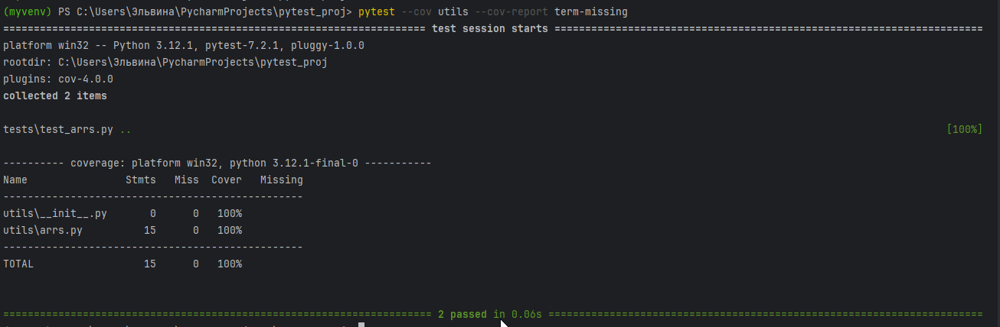 (myvenv) PS C:\Users\Эльвина\PycharmProjects\pytest_proj> pytest --cov utils --cov-report term-missing
===================================================================== test session starts ======================================================================
platform win32 -- Python 3.12.1, pytest-7.2.1, pluggy-1.0.0
rootdir: C:\Users\Эльвина\PycharmProjects\pytest_proj
plugins: cov-4.0.0
collected 2 items
tests\test_arrs.py .. [100%]
---------- coverage: platform win32, python 3.12.1-final-0 -----------
Name Stmts Miss Cover Missing
-------------------------------------------------
utils\__init__.py 0 0 100%
utils\arrs.py 15 0 100%
-------------------------------------------------
TOTAL 15 0 100%
====================================================================== 2 passed in 0.06s =======================================================================